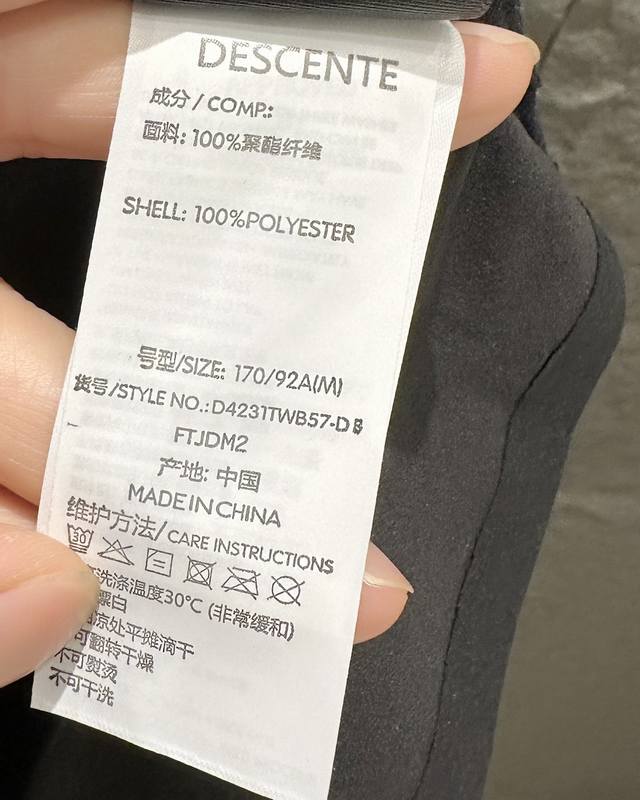 DESCENTE
成分 / COMP.:
面料: 100%聚酯纤维
SHELL: 100%POLYESTER
号型/SIZE: 170/92A(M)
货号/STYLE NO.:D4231TWB57-DB
FTJDM2
产地: 中国
MADE IN CHINA
维护方法/CARE INSTRUCTIONS
洗涤温度30℃ (非常缓和)
漂白
凉处平摊滴干
可翻转干燥
不可熨烫
不可干洗